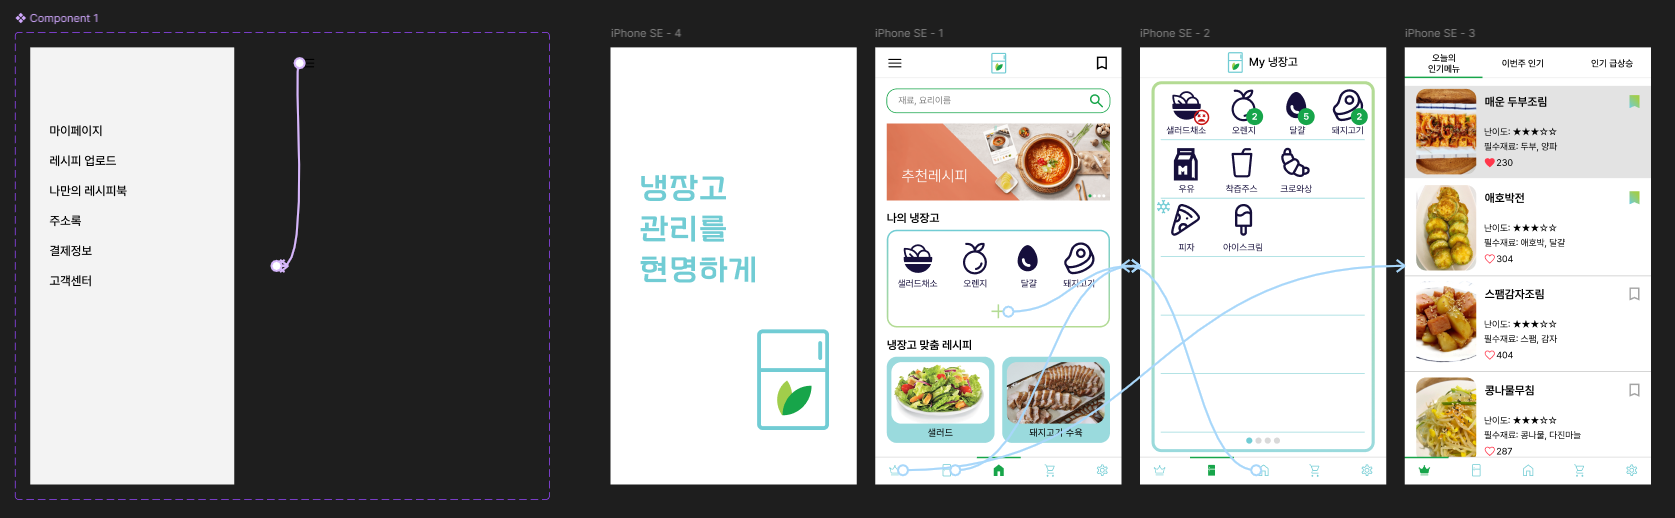 Component 1
마이페이지
레시피 업로드
나만의 레시피북
주소록
결제정보
고객센터
iPhone SE - 4
냉장고
관리를
현명하게
iPhone SE - 1
재료, 요리이름
추천레시피
나의 냉장고
샐러드채소 오렌지 달걀 돼지고기
냉장고 맞춤 레시피
샐러드 돼지고기 수육
iPhone SE - 2
My 냉장고
2 5 2
샐러드채소 오렌지 달걀 돼지고기
우유 착즙주스 크로와상
피자 아이스크림
iPhone SE - 3
오늘의
인기메뉴 이번주 인기 인기 급상승
매운 두부조림
난이도: ★★★☆☆
필수재료: 두부, 양파
230
애호박전
난이도: ★★★☆☆
필수재료: 애호박, 달걀
304
스팸감자조림
난이도: ★★★☆☆
필수재료: 스팸, 감자
404
콩나물무침
난이도: ★★★☆☆
필수재료: 콩나물, 다진마늘
287